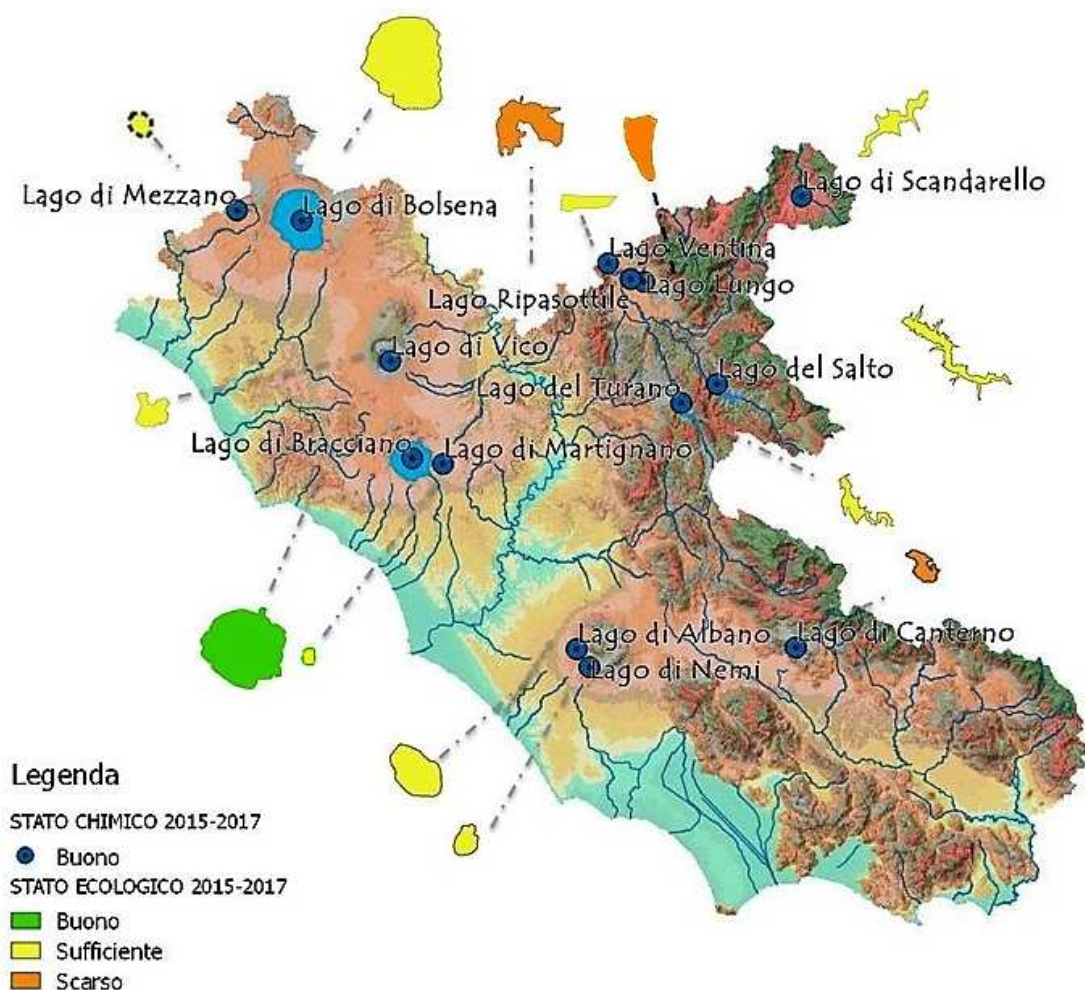 Lago di Scandarello
Lago di Mezzano
Lago di Bolsena
Lago Ventina
Lago Lungo
Lago Ripasottile
Lago di Vico
Lago del Salto
Lago del Turano
Lago di Bracciano
Lago di Martignano
Lago di Albano
Lago di Canterno
Lago di Nemi
Legenda
STATO CHIMICO 2015-2017
Buono
STATO ECOLOGICO 2015-2017
Buono
Sufficiente
Scarso